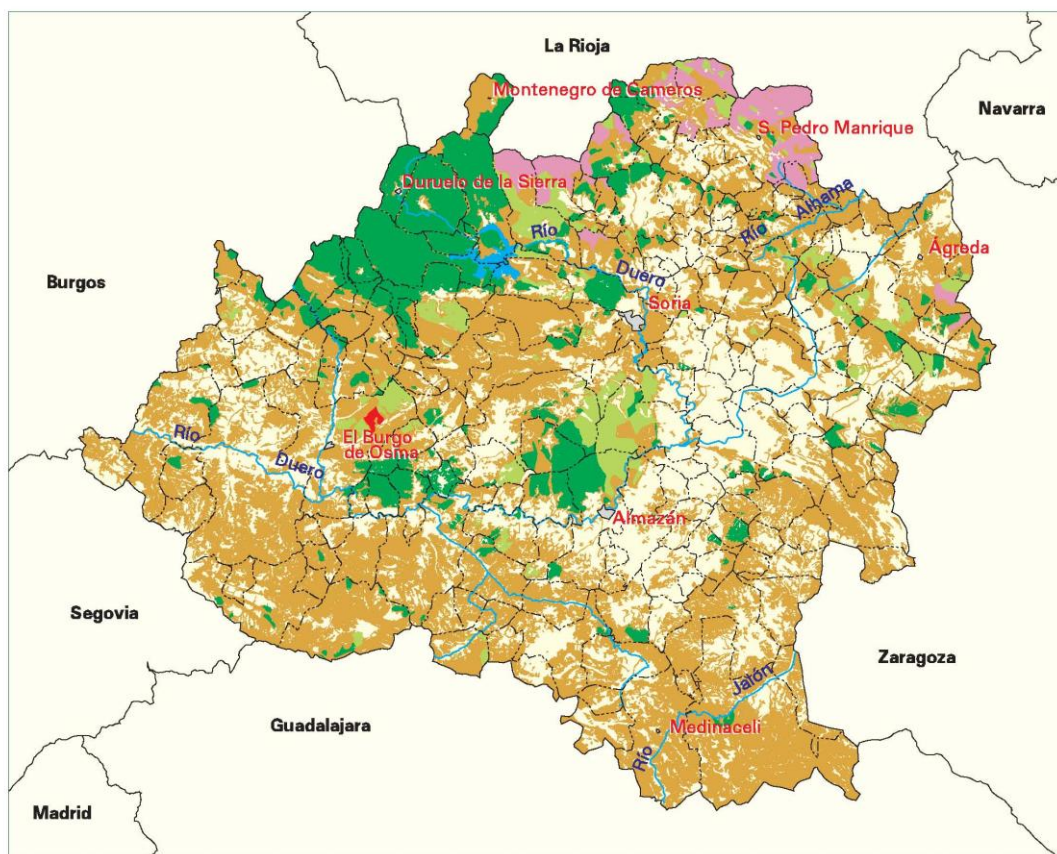 La Rioja
Montenegro de Cameros
Navarra
S. Pedro Manrique
Duruelo de la Sierra
Río Alhama
Río Duero
Ágreda
Burgos
Soria
Río Duero
El Burgo
de Osma
Almazán
Segovia
Zaragoza
Río Jalón
Guadalajara
Medinaceli
Madrid